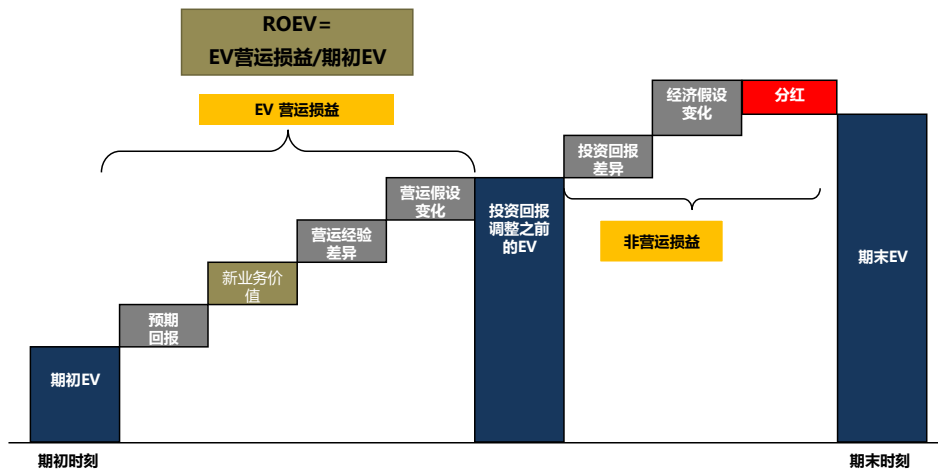 ROEV=
EV营运损益/期初EV
EV 营运损益
期初EV
预期
回报
新业务价
值
营运经验
差异
营运假设
变化
投资回报
调整之前
的EV
投资回报
差异
经济假设
变化
分红
非营运损益
期末EV
期初时刻
期末时刻